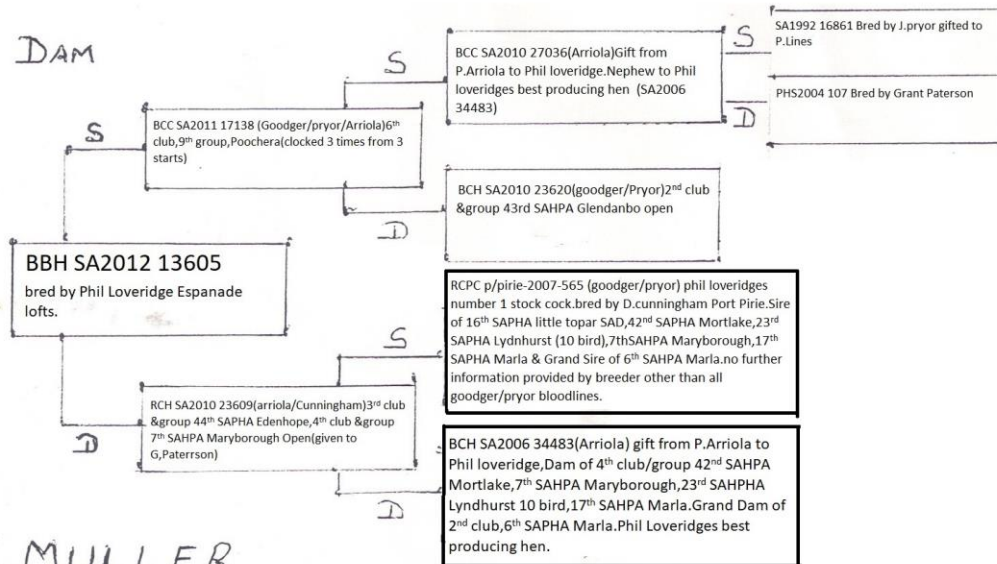 DAM
SA1992 16861 Bred by J.pryor gifted to
P.Lines
S
BCC SA2010 27036(Arriola)Gift from
P.Arriola to Phil loveridge.Nephew to Phil
loveridges best producing hen (SA2006
34483)
S
D
PHS2004 107 Bred by Grant Paterson
BCC SA2011 17138 (Goodger/pryor/Arriola)6th
club,9th group,Poochera(clocked 3 times from 3
starts)
S
D
BCH SA2010 23620(goodger/Pryor)2nd club
&group 43rd SAHPA Glendanbo open
BBH SA2012 13605
bred by Phil Loveridge Espanade
lofts.
RCPC p/pirie-2007-565 (goodger/pryor) phil loveridges
number 1 stock cock.bred by D.cunningham Port Pirie.Sire
of 16th SAPHA little topar SAD,42nd SAPHA Mortlake,23rd
SAPHA Lydnhurst (10 bird),7thSAHPA Maryborough,17th
SAPHA Marla & Grand Sire of 6th SAHPA Marla.no further
information provided by breeder other than all
goodger/pryor bloodlines.
S
D
RCH SA2010 23609(arriola/Cunningham)3rd club
&group 44th SAPHA Edenhope,4th club &group
7th SAHPA Maryborough Open(given to
G,Paterrson)
D
BCH SA2006 34483(Arriola) gift from P.Arriola to
Phil loveridge,Dam of 4th club/group 42nd SAHPA
Mortlake,7th SAHPA Maryborough,23rd SAHPHA
Lyndhurst 10 bird,17th SAHPA Marla.Grand Dam of
2nd club,6th SAPHA Marla.Phil Loveridges best
producing hen.
MULLER